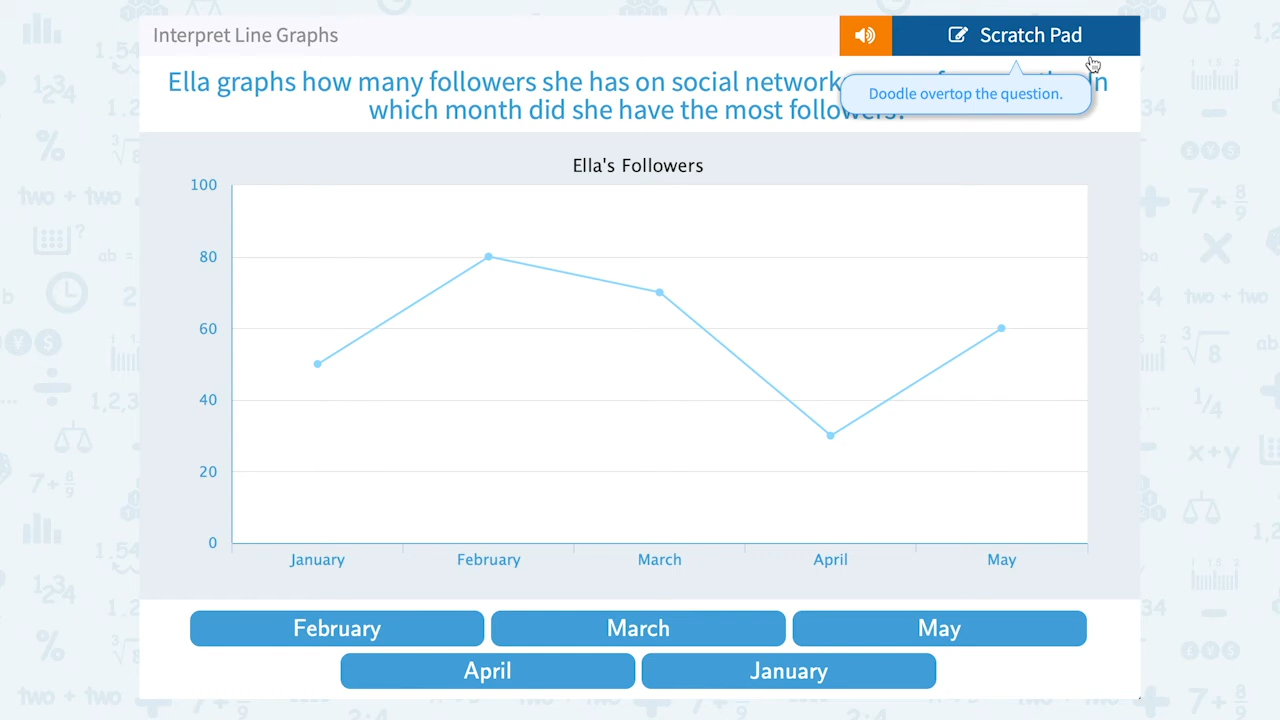 Interpret Line Graphs
Scratch Pad
Ella graphs how many followers she has on social network
Doodle overtop the question.
which month did she have the most followers?
Ella's Followers
100
80
60
40
20
0
January February March April May
February March May
April January